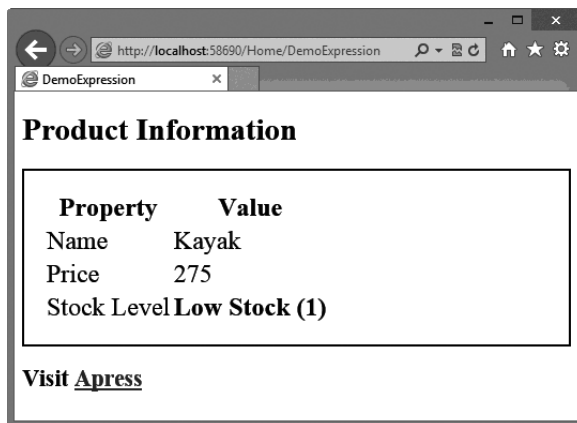 http://localhost:58690/Home/DemoExpression
DemoExpression
Product Information
Property Value
Name Kayak
Price 275
Stock Level Low Stock (1)
Visit Apress